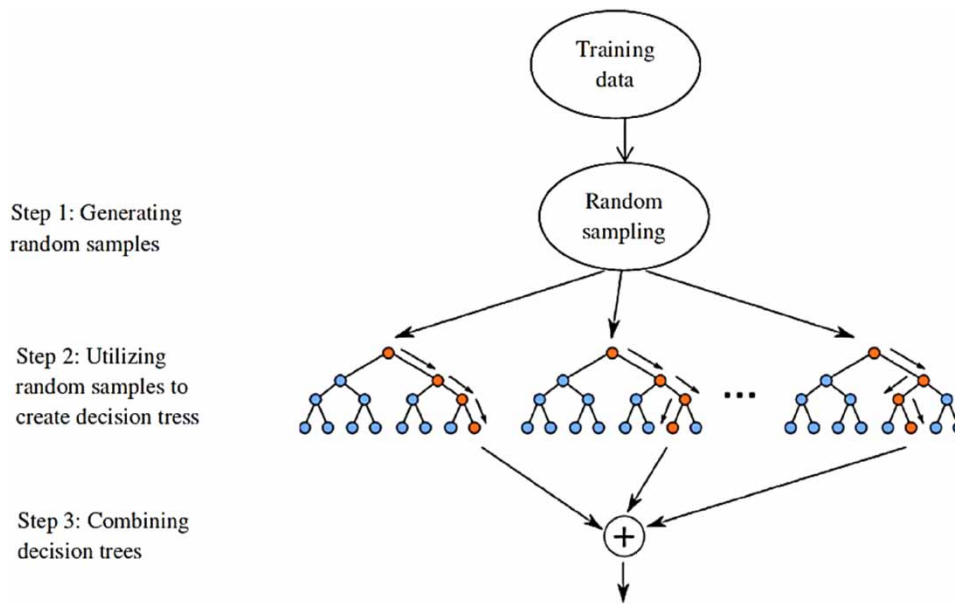 Training
data
Step 1: Generating
random samples
Random
sampling
Step 2: Utilizing
random samples to
create decision tress
...
Step 3: Combining
decision trees
+